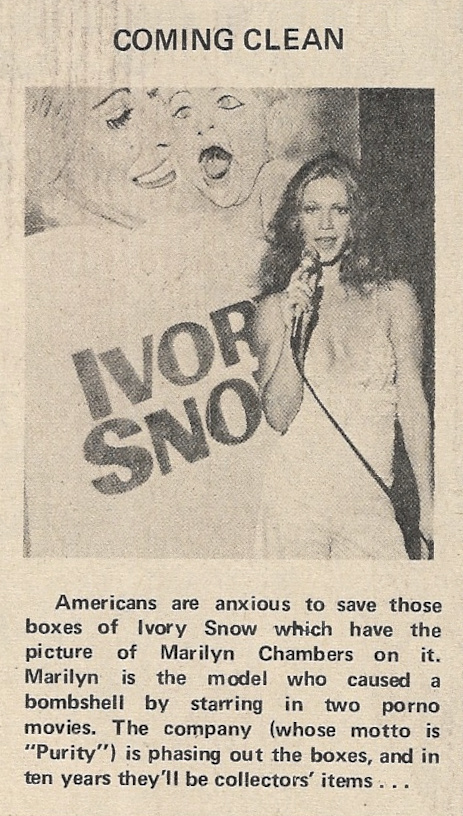 COMING CLEAN
IVORY
SNO
Americans are anxious to save those
boxes of Ivory Snow which have the
picture of Marilyn Chambers on it.
Marilyn is the model who caused a
bombshell by starring in two porno
movies. The company (whose motto is
"Purity") is phasing out the boxes, and in
ten years they'll be collectors' items . . .